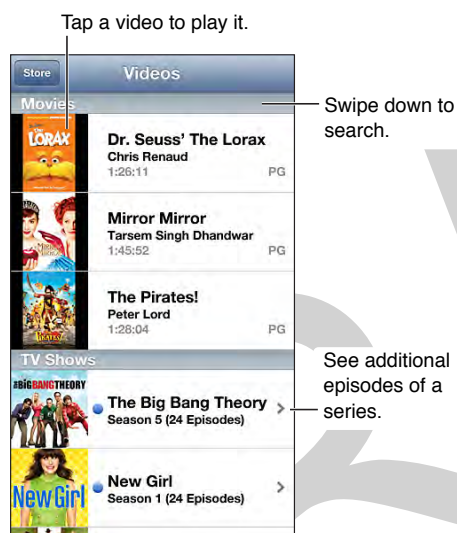 Tap a video to play it.
Store
Videos
Movies
Swipe down to
search.
THE
LORAX
Dr. Seuss' The Lorax
Chris Renaud
1:26:11
PG
Mirror Mirror
Tarsem Singh Dhandwar
1:45:52
PG
The Pirates!
Peter Lord
1:28:04
PG
TV Shows
See additional
episodes of a
series.
BIGBANGTHEORY
The Big Bang Theory
Season 5 (24 Episodes)
New Girl
New Girl
Season 1 (24 Episodes)